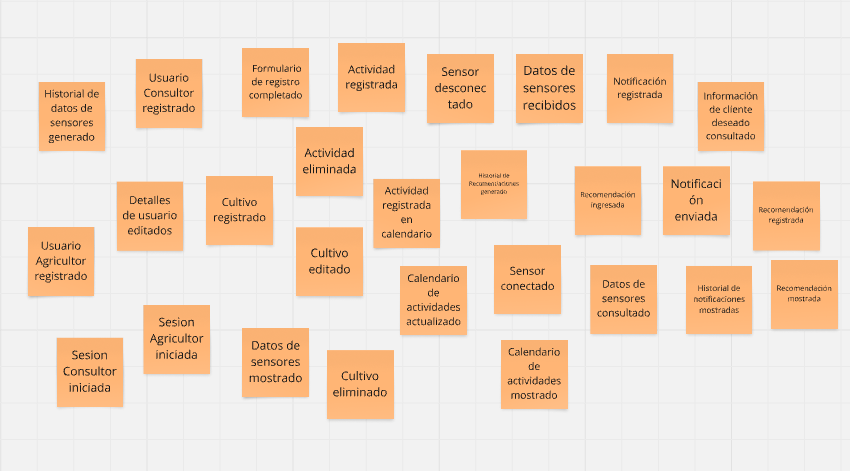 Historial de
datos de
sensores
generado
Usuario
Consultor
registrado
Formulario
de registro
completado
Actividad
registrada
Sensor
desconec
tado
Datos de
sensores
recibidos
Notificación
registrada
Información
de cliente
deseado
consultado
Actividad
eliminada
Detalles
de usuario
editados
Cultivo
registrado
Actividad
registrada
en
calendario
Historial de
Recomendaciones
generado
Recomendación
ingresada
Notificaci
ón
enviada
Recomendación
registrada
Usuario
Agricultor
registrado
Cultivo
editado
Calendario
de
actividades
actualizado
Sensor
conectado
Datos de
sensores
consultado
Historial de
notificaciones
mostradas
Recomendación
mostrada
Sesion
Consultor
iniciada
Sesion
Agricultor
iniciada
Datos de
sensores
mostrado
Cultivo
eliminado
Calendario
de
actividades
mostrado